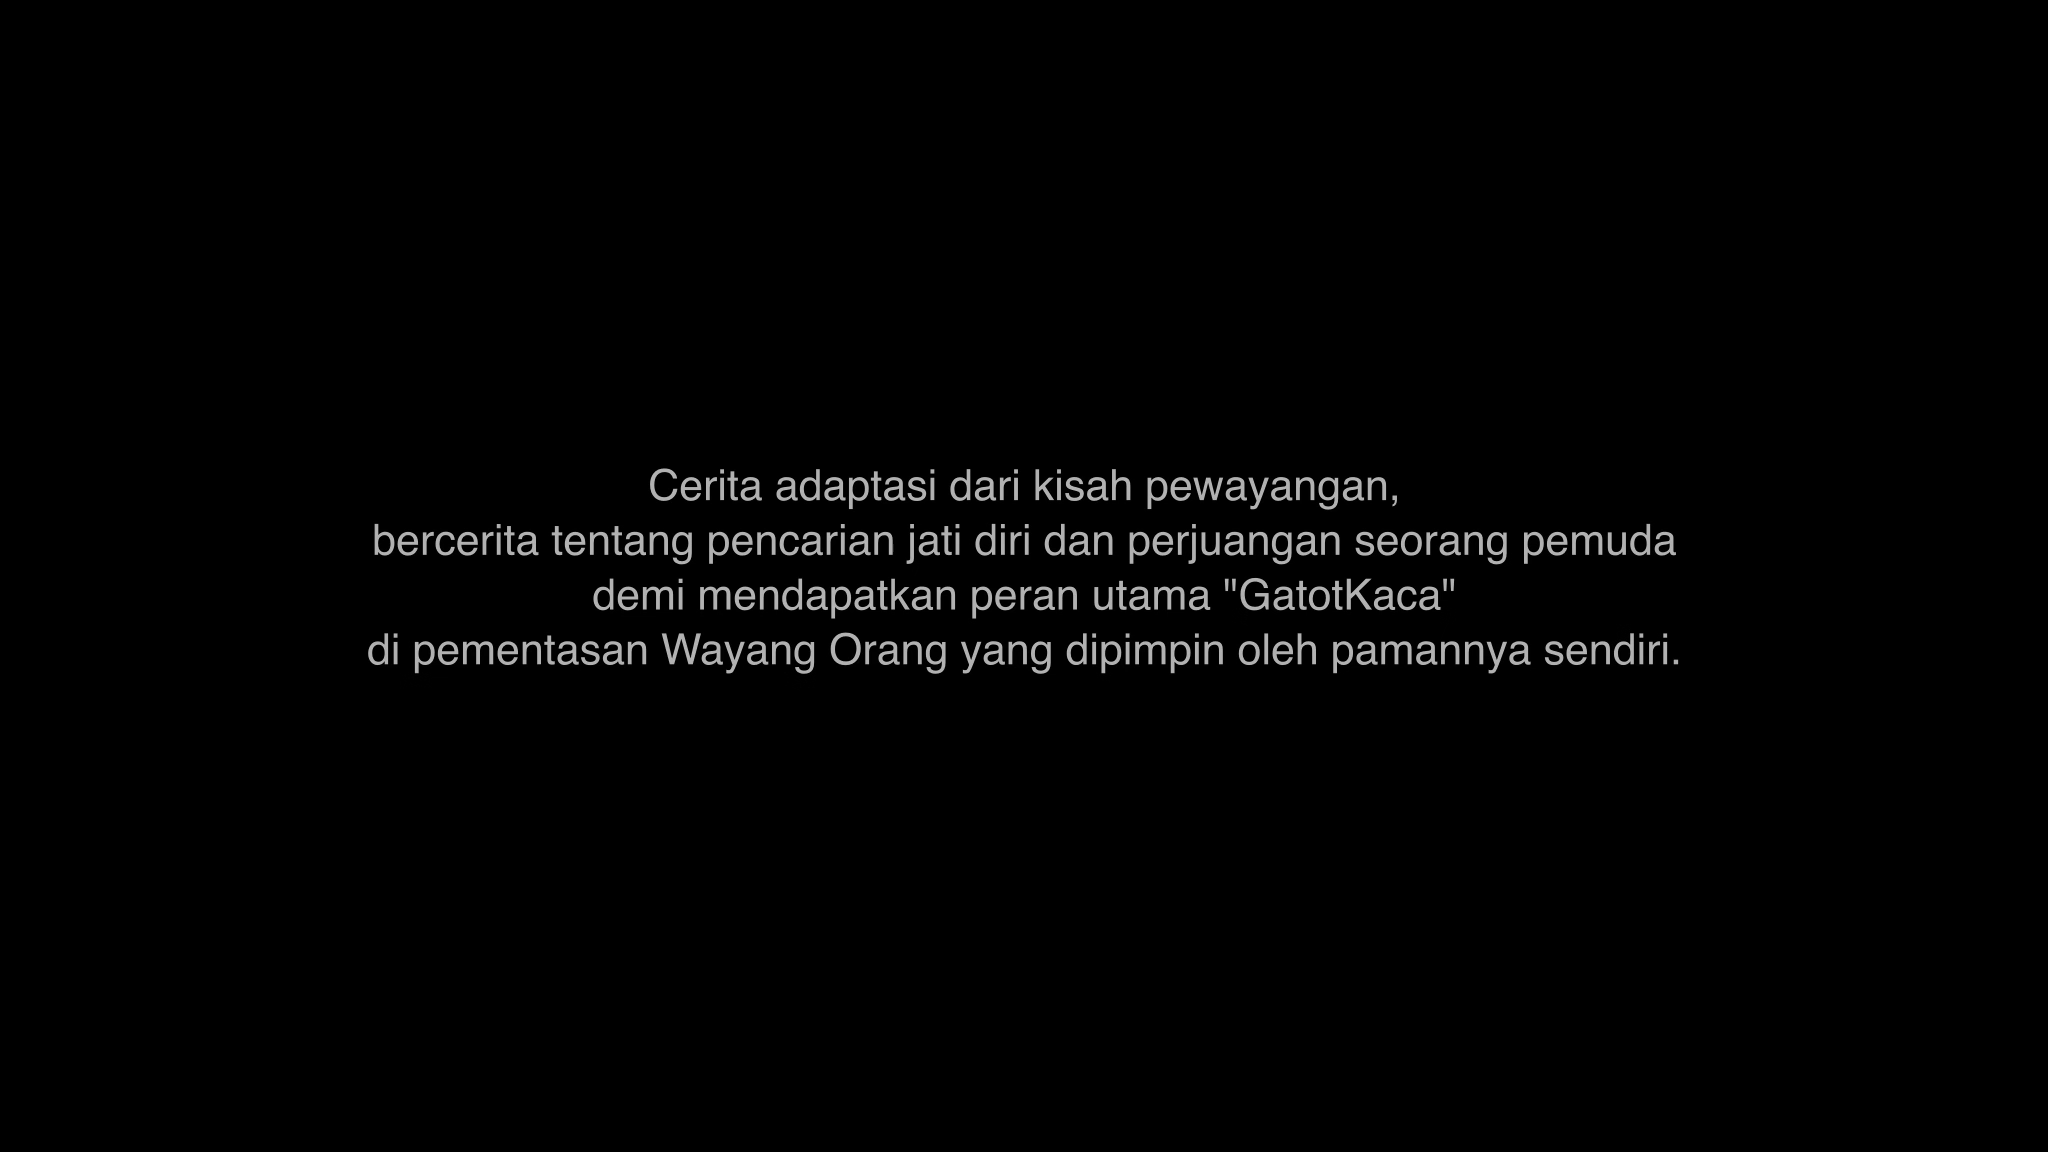 Cerita adaptasi dari kisah pewayangan,
bercerita tentang pencarian jati diri dan perjuangan seorang pemuda
demi mendapatkan peran utama "GatotKaca"
di pementasan Wayang Orang yang dipimpin oleh pamannya sendiri.